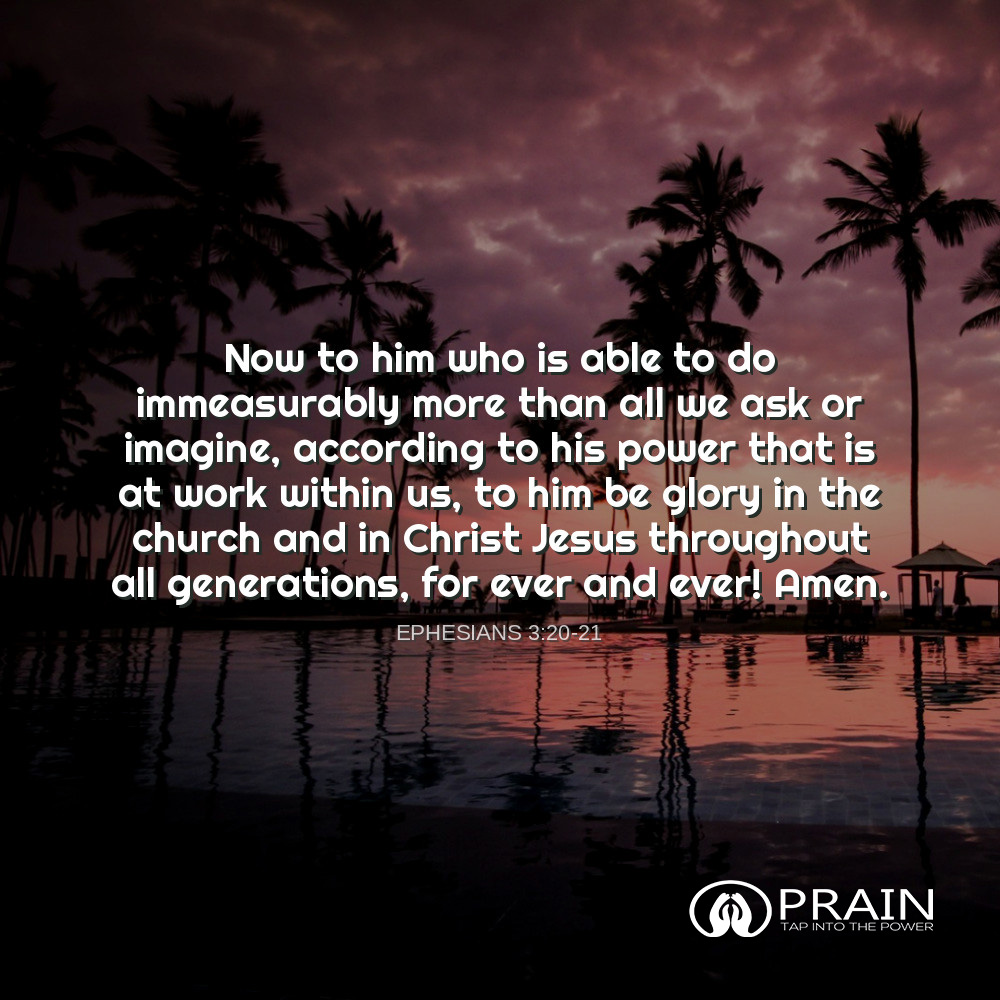 Now to him who is able to do
immeasurably more than all we ask or
imagine, according to his power that is
at work within us, to him be glory in the
church and in Christ Jesus throughout
all generations, for ever and ever! Amen.
EPHESIANS 3:20-21
PRAIN
TAP INTO THE POWER